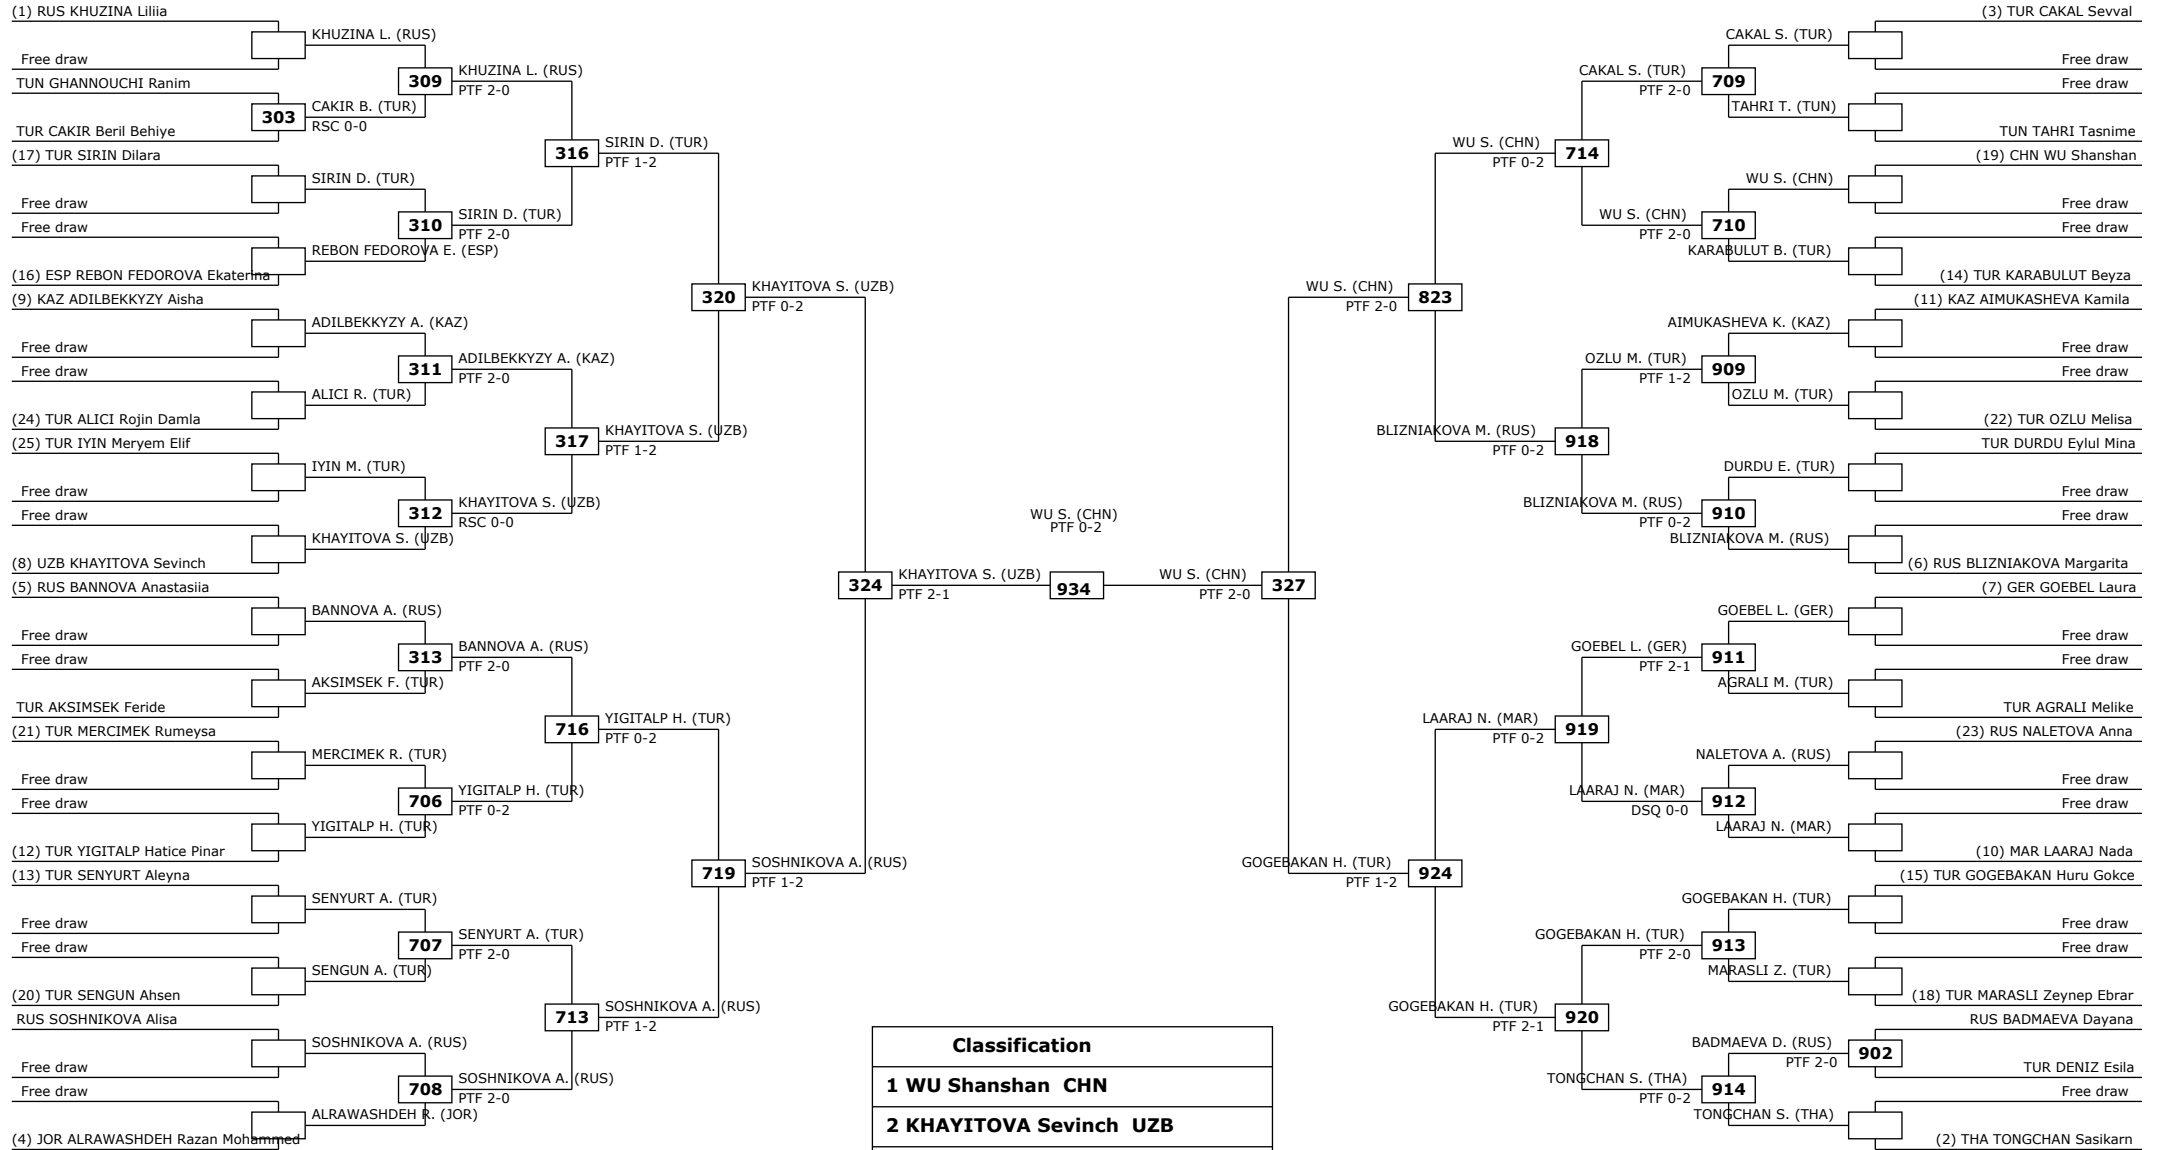 (1) RUS KHUZINA Liliia
KHUZINA L. (RUS)
Free draw
309
KHUZINA L. (RUS)
PTF 2-0
TUN GHANNOUCHI Ranim
303
CAKIR B. (TUR)
RSC 0-0
TUR CAKIR Beril Behiye
316
SIRIN D. (TUR)
PTF 1-2
(17) TUR SIRIN Dilara
SIRIN D. (TUR)
Free draw
310
SIRIN D. (TUR)
PTF 2-0
Free draw
REBON FEDOROVA E. (ESP)
(16) ESP REBON FEDOROVA Ekaterina
320
KHAYITOVA S. (UZB)
PTF 0-2
(9) KAZ ADILBEKKYZY Aisha
ADILBEKKYZY A. (KAZ)
Free draw
311
ADILBEKKYZY A. (KAZ)
PTF 2-0
Free draw
ALICI R. (TUR)
(24) TUR ALICI Rojin Damla
317
KHAYITOVA S. (UZB)
PTF 1-2
(25) TUR IYIN Meryem Elif
IYIN M. (TUR)
Free draw
312
KHAYITOVA S. (UZB)
RSC 0-0
Free draw
KHAYITOVA S. (UZB)
(8) UZB KHAYITOVA Sevinch
324
KHAYITOVA S. (UZB)
PTF 2-1
(5) RUS BANNOVA Anastasiia
BANNOVA A. (RUS)
Free draw
313
BANNOVA A. (RUS)
PTF 2-0
Free draw
AKSIMSEK F. (TUR)
TUR AKSIMSEK Feride
716
YIGITALP H. (TUR)
PTF 0-2
(21) TUR MERCIMEK Rumeysa
MERCIMEK R. (TUR)
Free draw
706
YIGITALP H. (TUR)
PTF 0-2
Free draw
YIGITALP H. (TUR)
(12) TUR YIGITALP Hatice Pinar
719
SOSHNIKOVA A. (RUS)
PTF 1-2
(13) TUR SENYURT Aleyna
SENYURT A. (TUR)
Free draw
707
SENYURT A. (TUR)
PTF 2-0
Free draw
SENGUN A. (TUR)
(20) TUR SENGUN Ahsen
713
SOSHNIKOVA A. (RUS)
PTF 1-2
RUS SOSHNIKOVA Alisa
SOSHNIKOVA A. (RUS)
Free draw
708
SOSHNIKOVA A. (RUS)
PTF 2-0
Free draw
ALRAWASHDEH R. (JOR)
(4) JOR ALRAWASHDEH Razan Mohammed
WU S. (CHN)
PTF 0-2
934
WU S. (CHN)
PTF 2-0
327
(3) TUR CAKAL Sevval
CAKAL S. (TUR)
Free draw
CAKAL S. (TUR)
PTF 2-0
709
Free draw
TAHRI T. (TUN)
TUN TAHRI Tasnime
WU S. (CHN)
PTF 0-2
714
(19) CHN WU Shanshan
WU S. (CHN)
Free draw
WU S. (CHN)
PTF 2-0
710
Free draw
KARABULUT B. (TUR)
(14) TUR KARABULUT Beyza
WU S. (CHN)
PTF 2-0
823
(11) KAZ AIMUKASHEVA Kamila
AIMUKASHEVA K. (KAZ)
Free draw
OZLU M. (TUR)
PTF 1-2
909
Free draw
OZLU M. (TUR)
(22) TUR OZLU Melisa
BLIZNIAKOVA M. (RUS)
PTF 0-2
918
TUR DURDU Eylul Mina
DURDU E. (TUR)
Free draw
BLIZNIAKOVA M. (RUS)
PTF 0-2
910
Free draw
BLIZNIAKOVA M. (RUS)
(6) RUS BLIZNIAKOVA Margarita
(7) GER GOEBEL Laura
GOEBEL L. (GER)
Free draw
GOEBEL L. (GER)
PTF 2-1
911
Free draw
AGRALI M. (TUR)
TUR AGRALI Melike
LAARAJ N. (MAR)
PTF 0-2
919
(23) RUS NALETOVA Anna
NALETOVA A. (RUS)
Free draw
LAARAJ N. (MAR)
DSQ 0-0
912
Free draw
LAARAJ N. (MAR)
(10) MAR LAARAJ Nada
GOGEBAKAN H. (TUR)
PTF 1-2
924
(15) TUR GOGEBAKAN Huru Gokce
GOGEBAKAN H. (TUR)
Free draw
GOGEBAKAN H. (TUR)
PTF 2-0
913
Free draw
MARASLI Z. (TUR)
(18) TUR MARASLI Zeynep Ebrar
GOGEBAKAN H. (TUR)
PTF 2-1
920
RUS BADMAEVA Dayana
BADMAEVA D. (RUS)
PTF 2-0
902
TUR DENIZ Esila
TONGCHAN S. (THA)
PTF 0-2
914
Free draw
TONGCHAN S. (THA)
(2) THA TONGCHAN Sasikarn
Classification
1 WU Shanshan CHN
2 KHAYITOVA Sevinch UZB